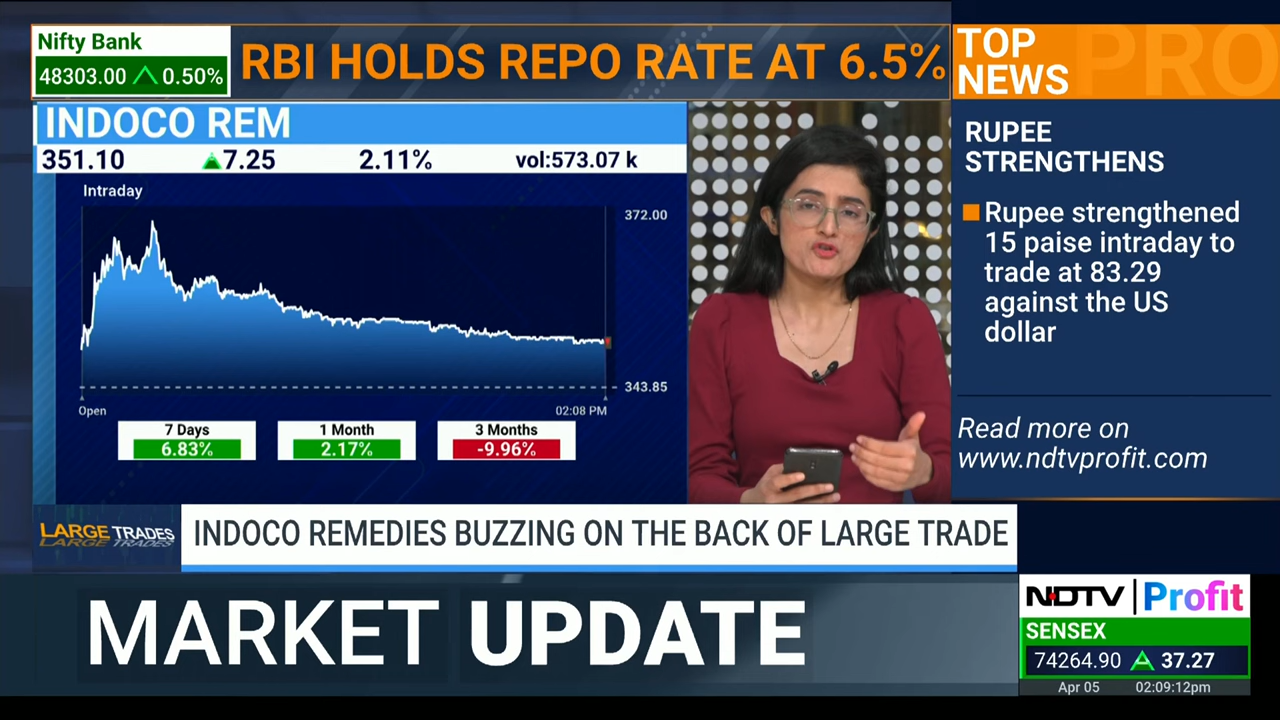 Nifty Bank
48303.00 0.50%
RBI HOLDS REPO RATE AT 6.5%
TOP
NEWS
PRO
INDOCO REM
351.10 7.25 2.11% vol:573.07 k
Intraday
372.00
343.85
Open 02:08 PM
7 Days
6.83%
1 Month
2.17%
3 Months
-9.96%
RUPEE
STRENGTHENS
Rupee strengthened
15 paise intraday to
trade at 83.29
against the US
dollar
Read more on
www.ndtvprofit.com
LARGE TRADES
INDOCO REMEDIES BUZZING ON THE BACK OF LARGE TRADE
MARKET UPDATE
NDTV Profit
SENSEX
74264.90 37.27
Apr 05 02:09:12pm